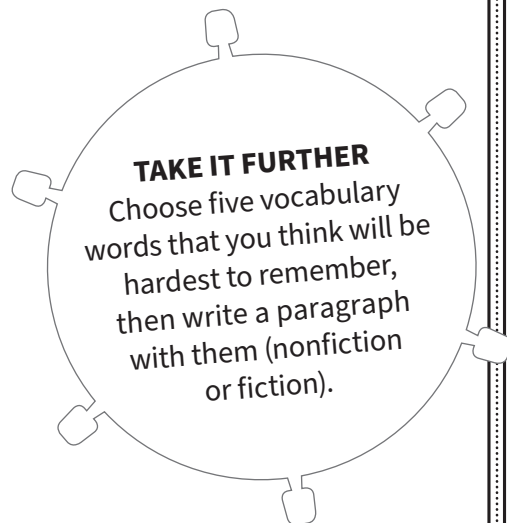 TAKE IT FURTHER
Choose five vocabulary
words that you think will be
hardest to remember,
then write a paragraph
with them (nonfiction
or fiction).